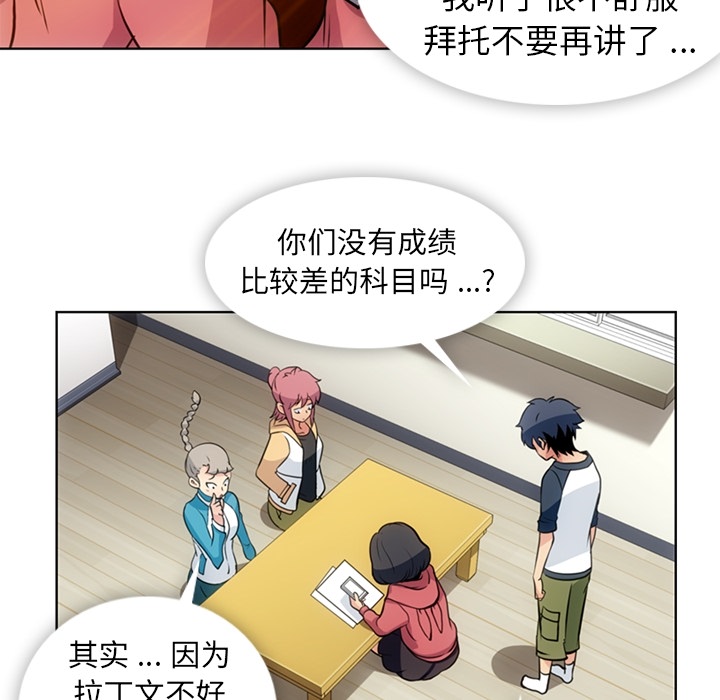 我听了很不舒服
拜托不要再讲了 ...
你们没有成绩
比较差的科目吗 ...?
其实 ... 因为
拉丁文不好